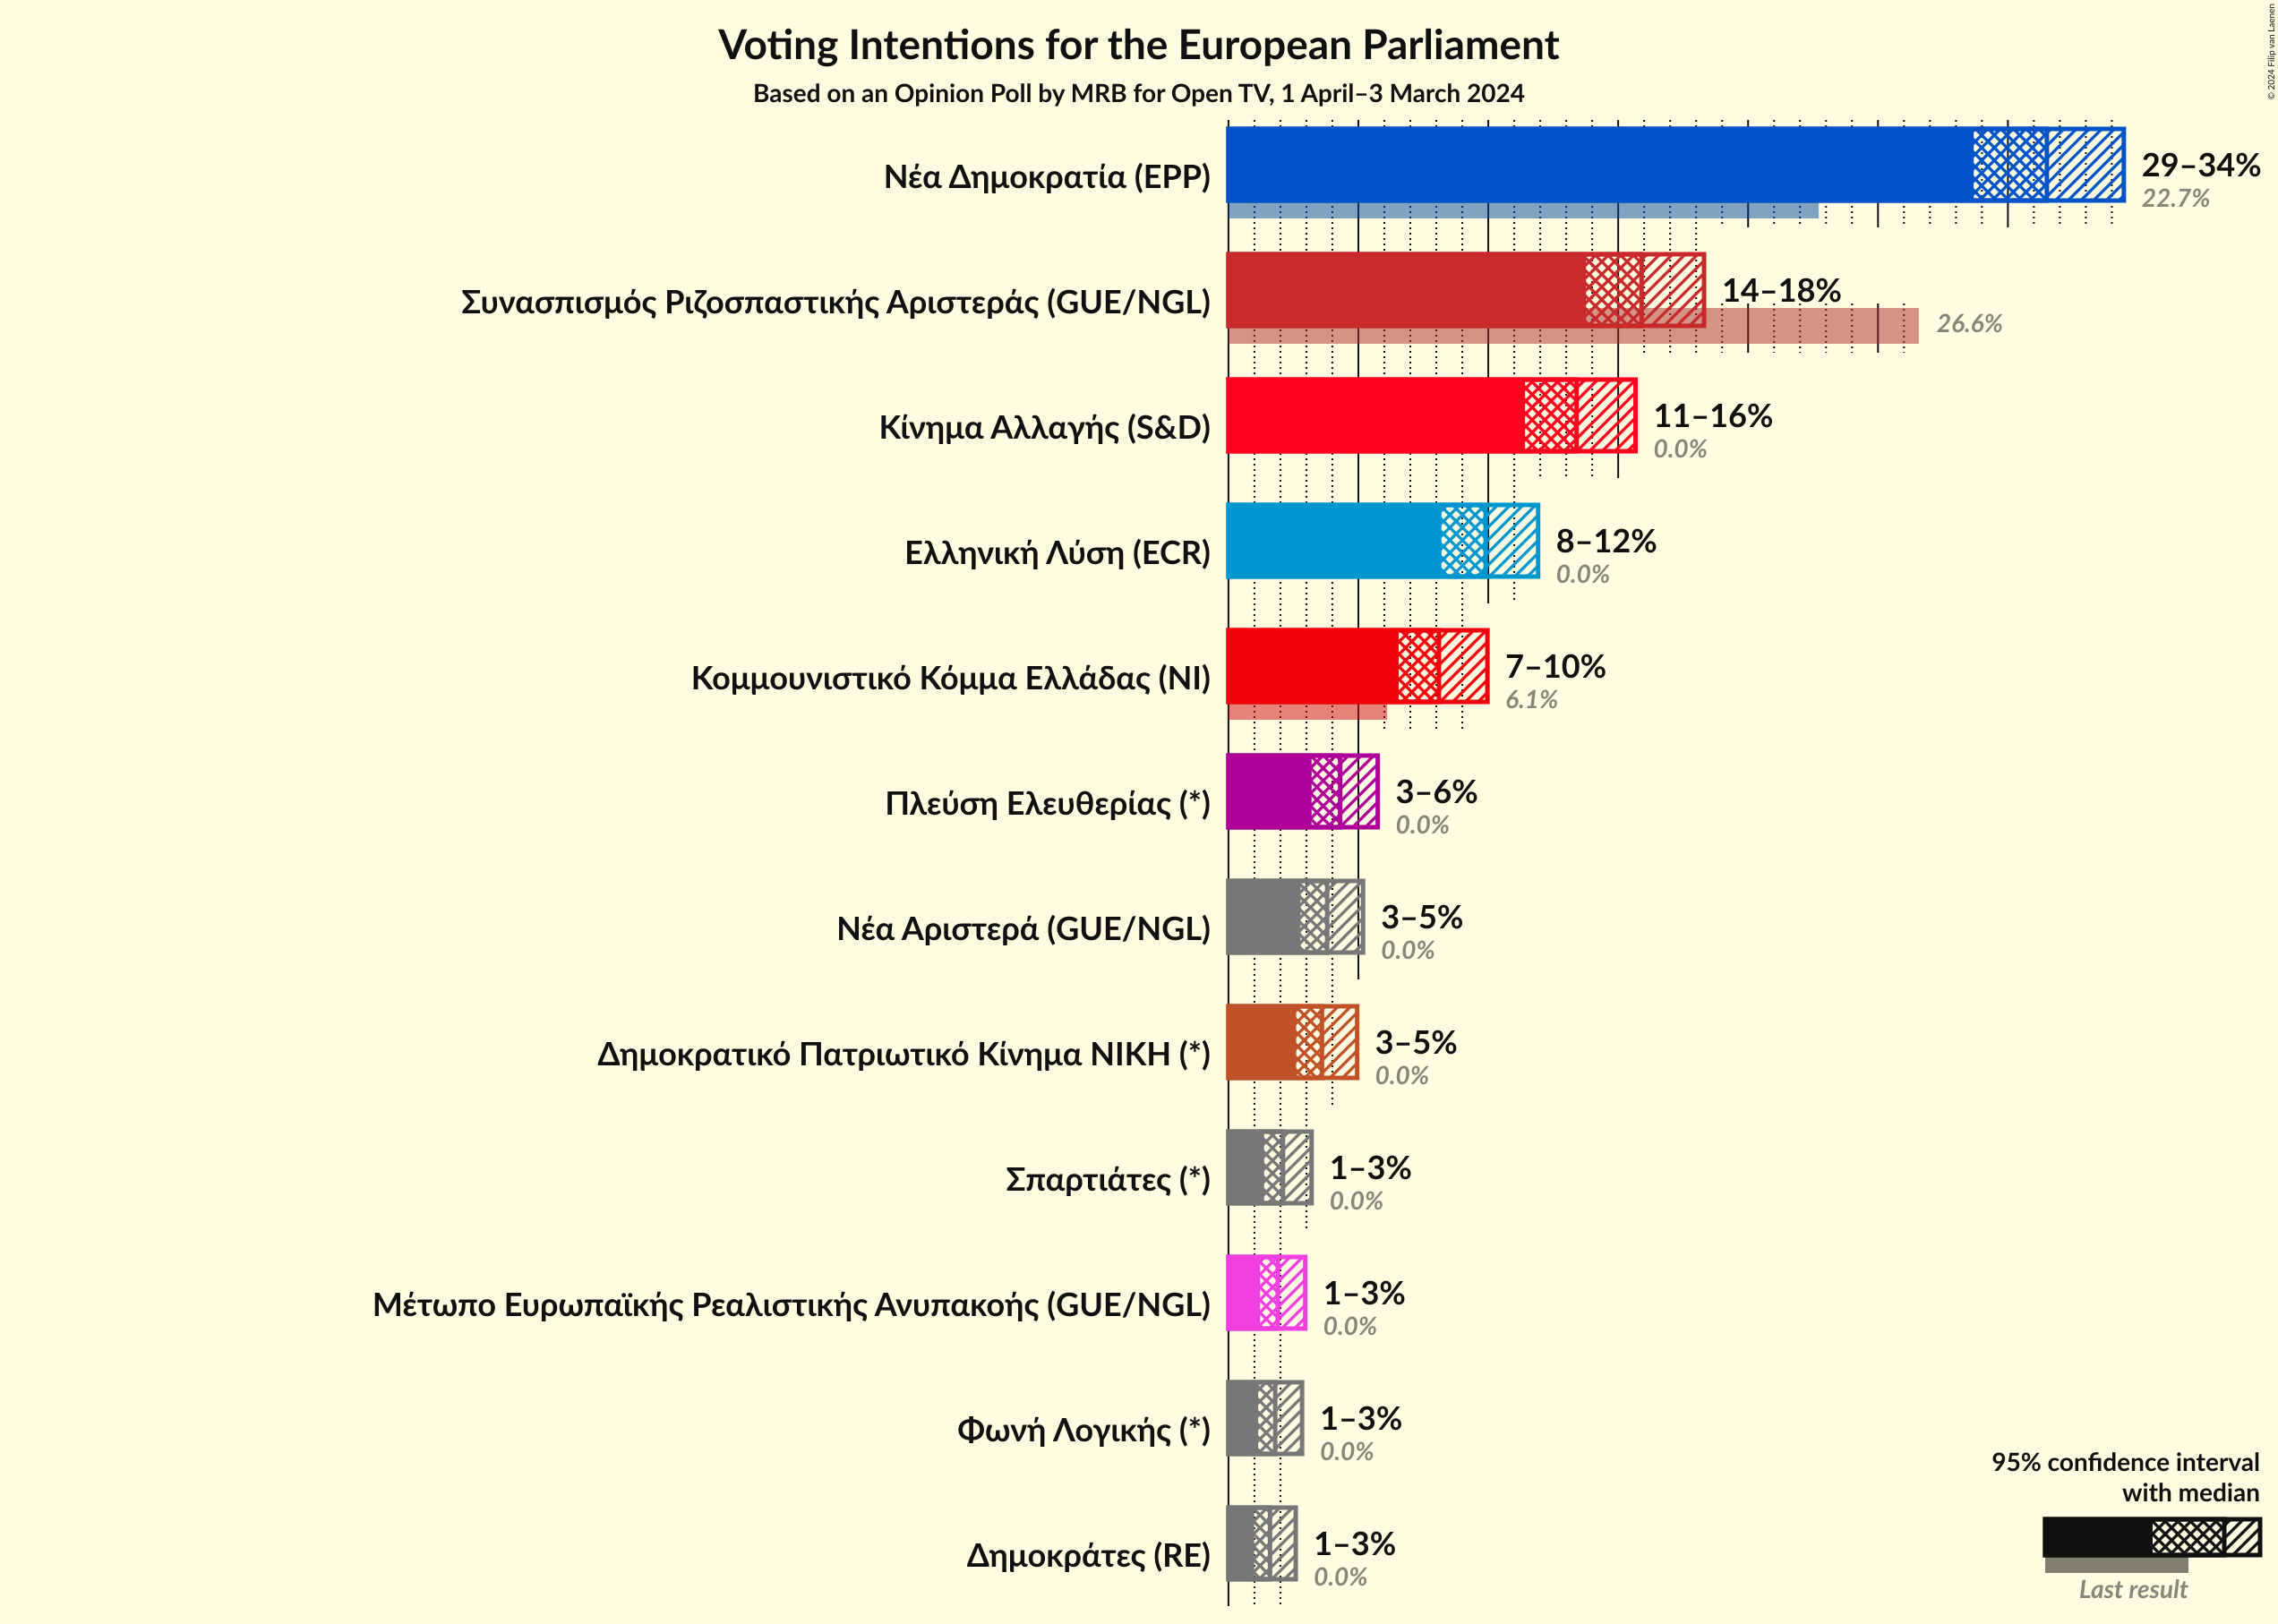 Voting Intentions for the European Parliament
Based on an Opinion Poll by MRB for Open TV, 1 April–3 March 2024
© 2024 Filip van Laenen
Νέα Δημοκρατία (EPP)
29–34%
22.7%
Συνασπισμός Ριζοσπαστικής Αριστεράς (GUE/NGL)
14–18%
26.6%
Κίνημα Αλλαγής (S&D)
11–16%
0.0%
Ελληνική Λύση (ECR)
8–12%
0.0%
Κομμουνιστικό Κόμμα Ελλάδας (NI)
7–10%
6.1%
Πλεύση Ελευθερίας (*)
3–6%
0.0%
Νέα Αριστερά (GUE/NGL)
3–5%
0.0%
Δημοκρατικό Πατριωτικό Κίνημα ΝΙΚΗ (*)
3–5%
0.0%
Σπαρτιάτες (*)
1–3%
0.0%
Μέτωπο Ευρωπαϊκής Ρεαλιστικής Ανυπακοής (GUE/NGL)
1–3%
0.0%
Φωνή Λογικής (*)
1–3%
0.0%
Δημοκράτες (RE)
1–3%
0.0%
95% confidence interval
with median
Last result